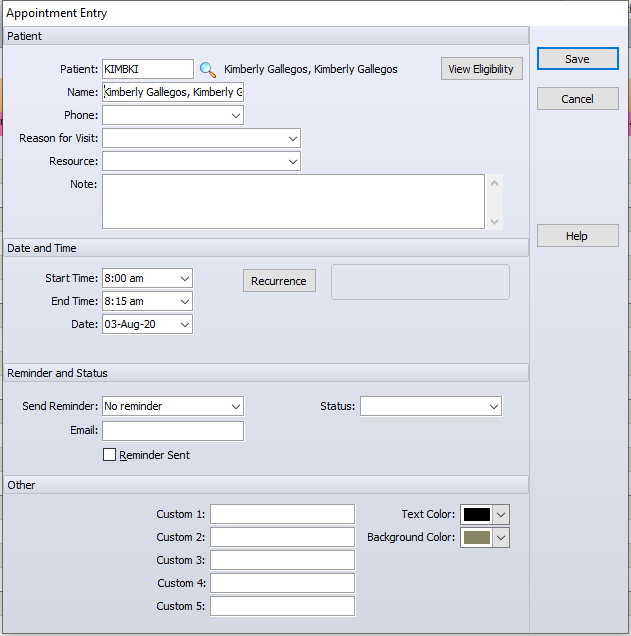 Appointment Entry
Patient
Patient: KIMBKI Kimberly Gallegos, Kimberly Gallegos View Eligibility Save
Name: Kimberly Gallegos, Kimberly G Cancel
Phone:
Reason for Visit:
Resource:
Note:
Help
Date and Time
Start Time: 8:00 am Recurrence
End Time: 8:15 am
Date: 03-Aug-20
Reminder and Status
Send Reminder: No reminder Status:
Email:
Reminder Sent
Other
Custom 1: Text Color:
Custom 2: Background Color:
Custom 3:
Custom 4:
Custom 5: